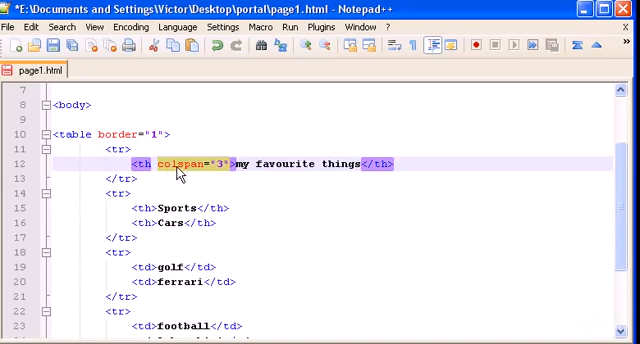 *E:\Documents and Settings\Victor\Desktop\portal\page1.html - Notepad++
File Edit Search View Encoding Language Settings Macro Run Plugins Window ?
page1.html
7
8 <body>
9
10 <table border="1">
11 <tr>
12 <th colspan="3">my favourite things</th>
13 </tr>
14 <tr>
15 <th>Sports</th>
16 <th>Cars</th>
17 </tr>
18 <tr>
19 <td>golf</td>
20 <td>ferrari</td>
21 </tr>
22 <tr>
23 <td>football</td>